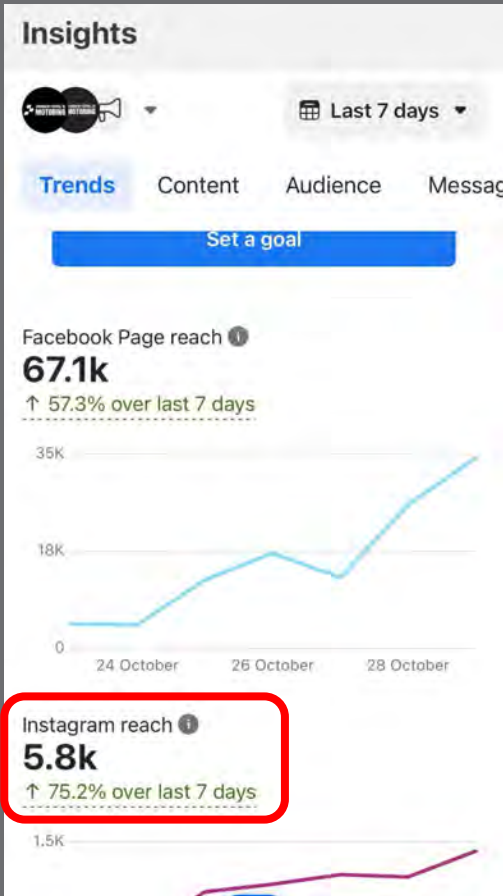 Insights
Last 7 days
Trends Content Audience Messag
Set a goal
Facebook Page reach
67.1k
↑ 57.3% over last 7 days
35K
18K
0
24 October 26 October 28 October
Instagram reach
5.8k
↑ 75.2% over last 7 days
1.5K